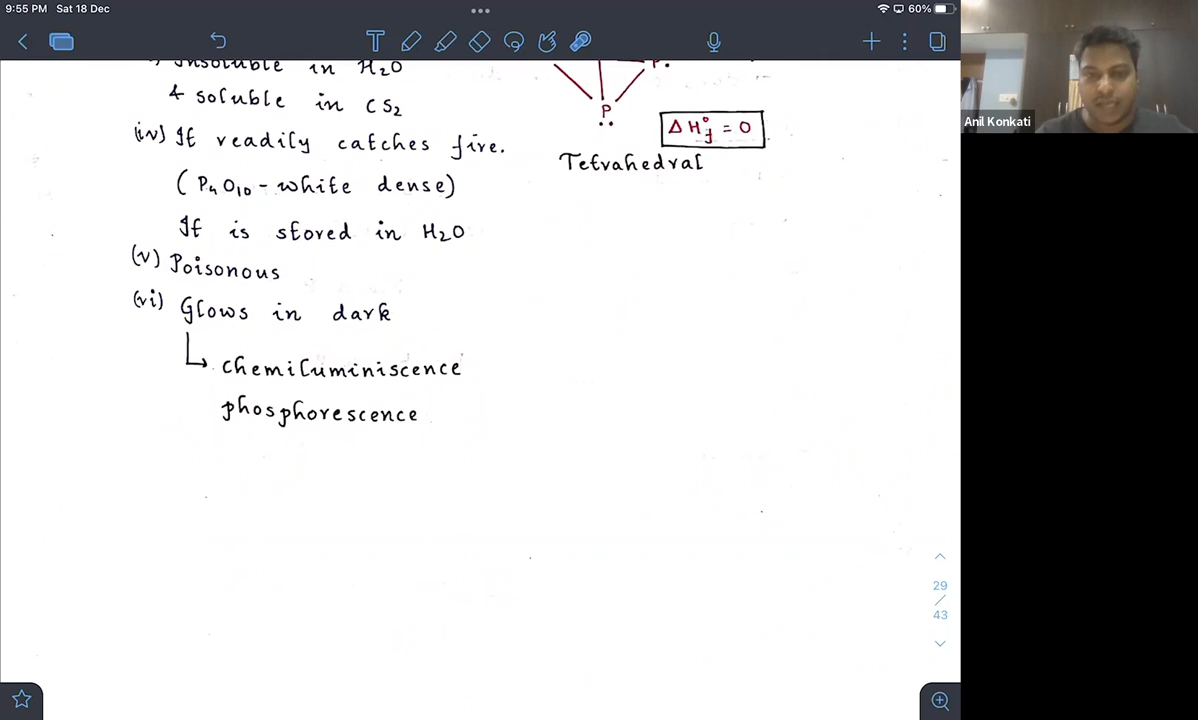 9:55 PM Sat 18 Dec
60%
Insoluble in H₂O
& soluble in CS₂
(iv) It readily catches fire.
(P₄O₁₀ - white dense)
It is stored in H₂O
(v) Poisonous
(vi) Glows in dark
chemiluminiscence
phosphorescence
P
P
ΔH°f = 0
Tetrahedral
Anil Konkati
29
/
43